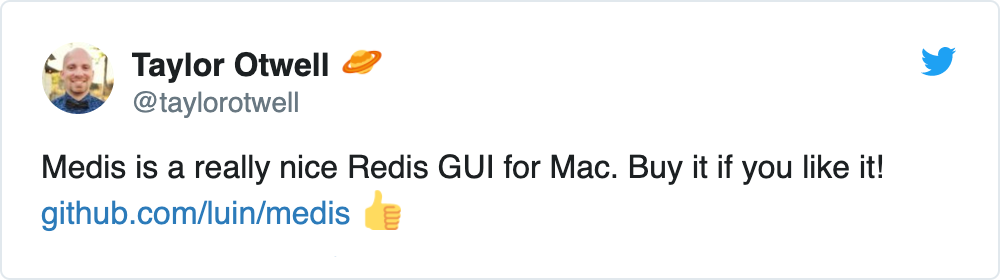 Taylor Otwell 🪐
@taylorotwell
Medis is a really nice Redis GUI for Mac. Buy it if you like it!
github.com/luin/medis 👍